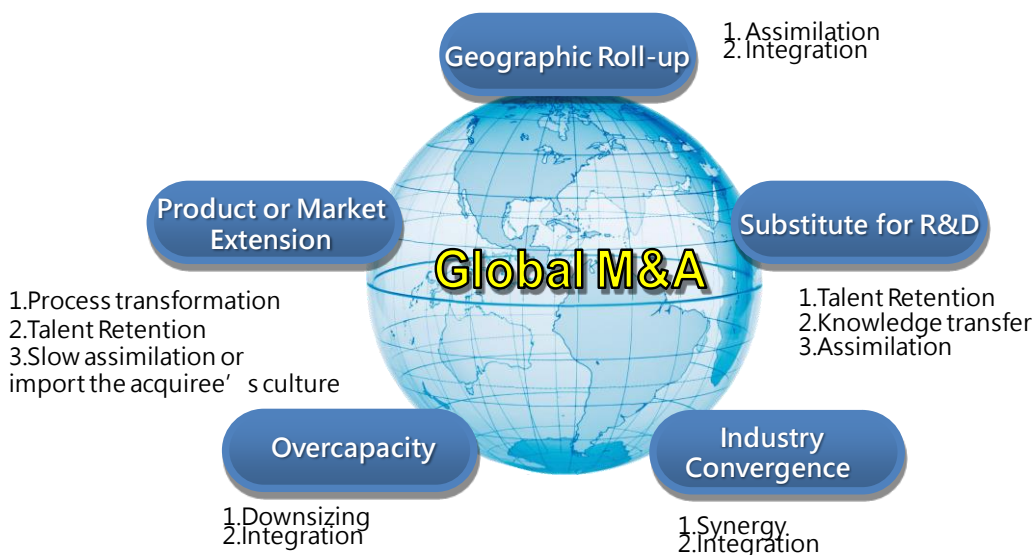 Geographic Roll-up
1.Assimilation
2.Integration
Product or Market
Extension
1.Process transformation
2.Talent Retention
3.Slow assimilation or
import the acquiree’s culture
Global M&A
Substitute for R&D
1.Talent Retention
2.Knowledge transfer
3.Assimilation
Overcapacity
1.Downsizing
2.Integration
Industry
Convergence
1.Synergy
2.Integration